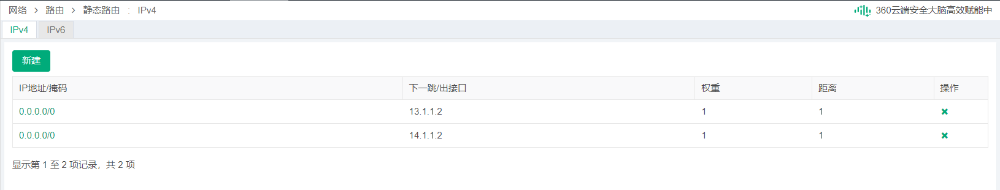 网络 > 路由 > 静态路由 : IPv4
360云端安全大脑高效赋能中
IPv4 IPv6
新建
IP地址/掩码 下一跳/出接口 权重 距离 操作
0.0.0.0/0 13.1.1.2 1 1
0.0.0.0/0 14.1.1.2 1 1
显示第 1 至 2 项记录，共 2 项